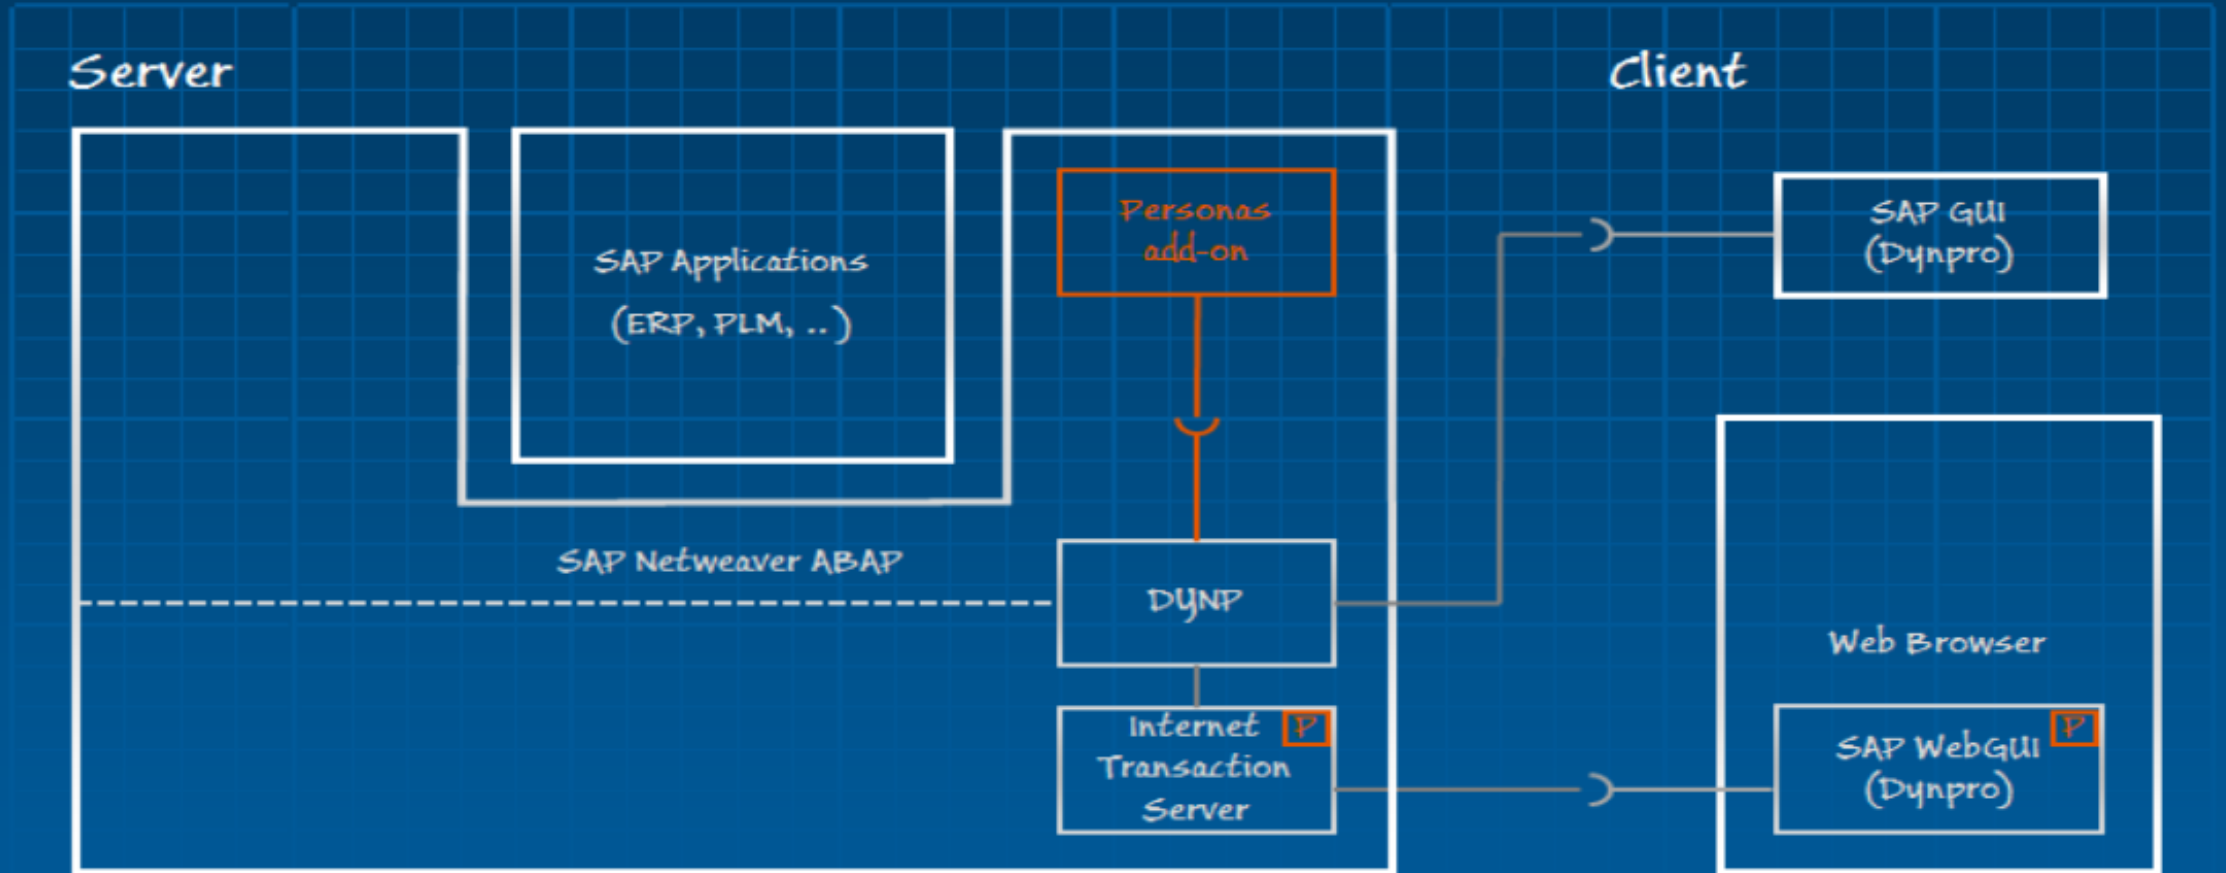 Server
Client
SAP Applications
(ERP, PLM, ..)
Personas
add-on
SAP GUI
(Dynpro)
SAP Netweaver ABAP
DYNP
Web Browser
Internet P
Transaction
Server
SAP WebGUI P
(Dynpro)